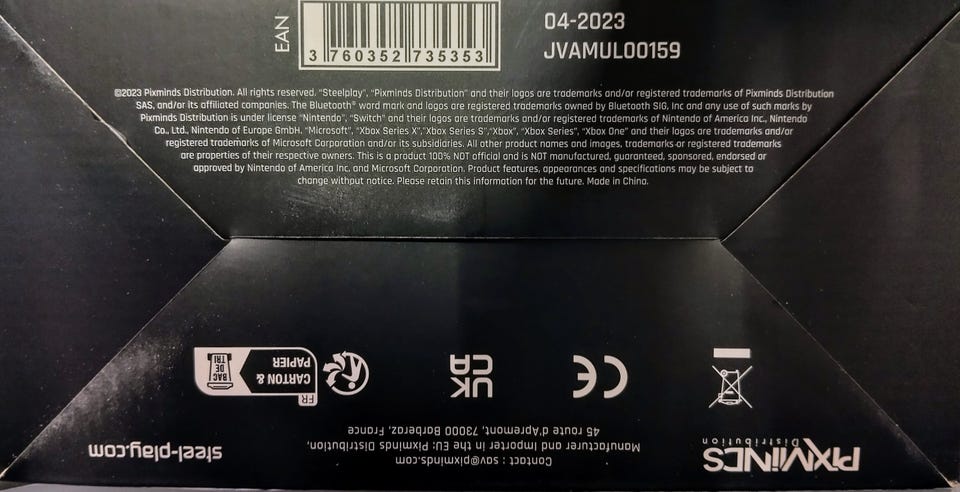 EAN
3 760352 735353
04-2023
JVAMUL00159
©2023 Pixminds Distribution. All rights reserved. "Steelplay", "Pixminds Distribution" and their logos are trademarks and/or registered trademarks of Pixminds Distribution
SAS, and/or its affiliated companies. The Bluetooth® word mark and logos are registered trademarks owned by Bluetooth SIG, Inc and any use of such marks by
Pixminds Distribution is under license "Nintendo", "Switch" and their logos are trademarks and/or registered trademarks of Nintendo of America Inc., Nintendo
Co., Ltd., Nintendo of Europe GmbH. "Microsoft", "Xbox Series X","Xbox Series S","Xbox", "Xbox Series", "Xbox One" and their logos are trademarks and/or
registered trademarks of Microsoft Corporation and/or its subsidiaries. All other product names and images, trademarks or registered trademarks
are properties of their respective owners. This is a product 100% NOT official and is NOT manufactured, guaranteed, sponsored, endorsed or
approved by Nintendo of America Inc, and Microsoft Corporation. Product features, appearances and specifications may be subject to
change withput notice. Please retain this information for the future. Made in China.
PiXMiNDS
Distribution
Contact : sav@pixminds.com
Manufacturer and importer in the EU: Pixminds Distribution,
45 route d'Apremont, 73000 Barberaz, France
steel-play.com
CE
UK
CA
FR
CARTON &
PAPIER
BAC
DE
TRI